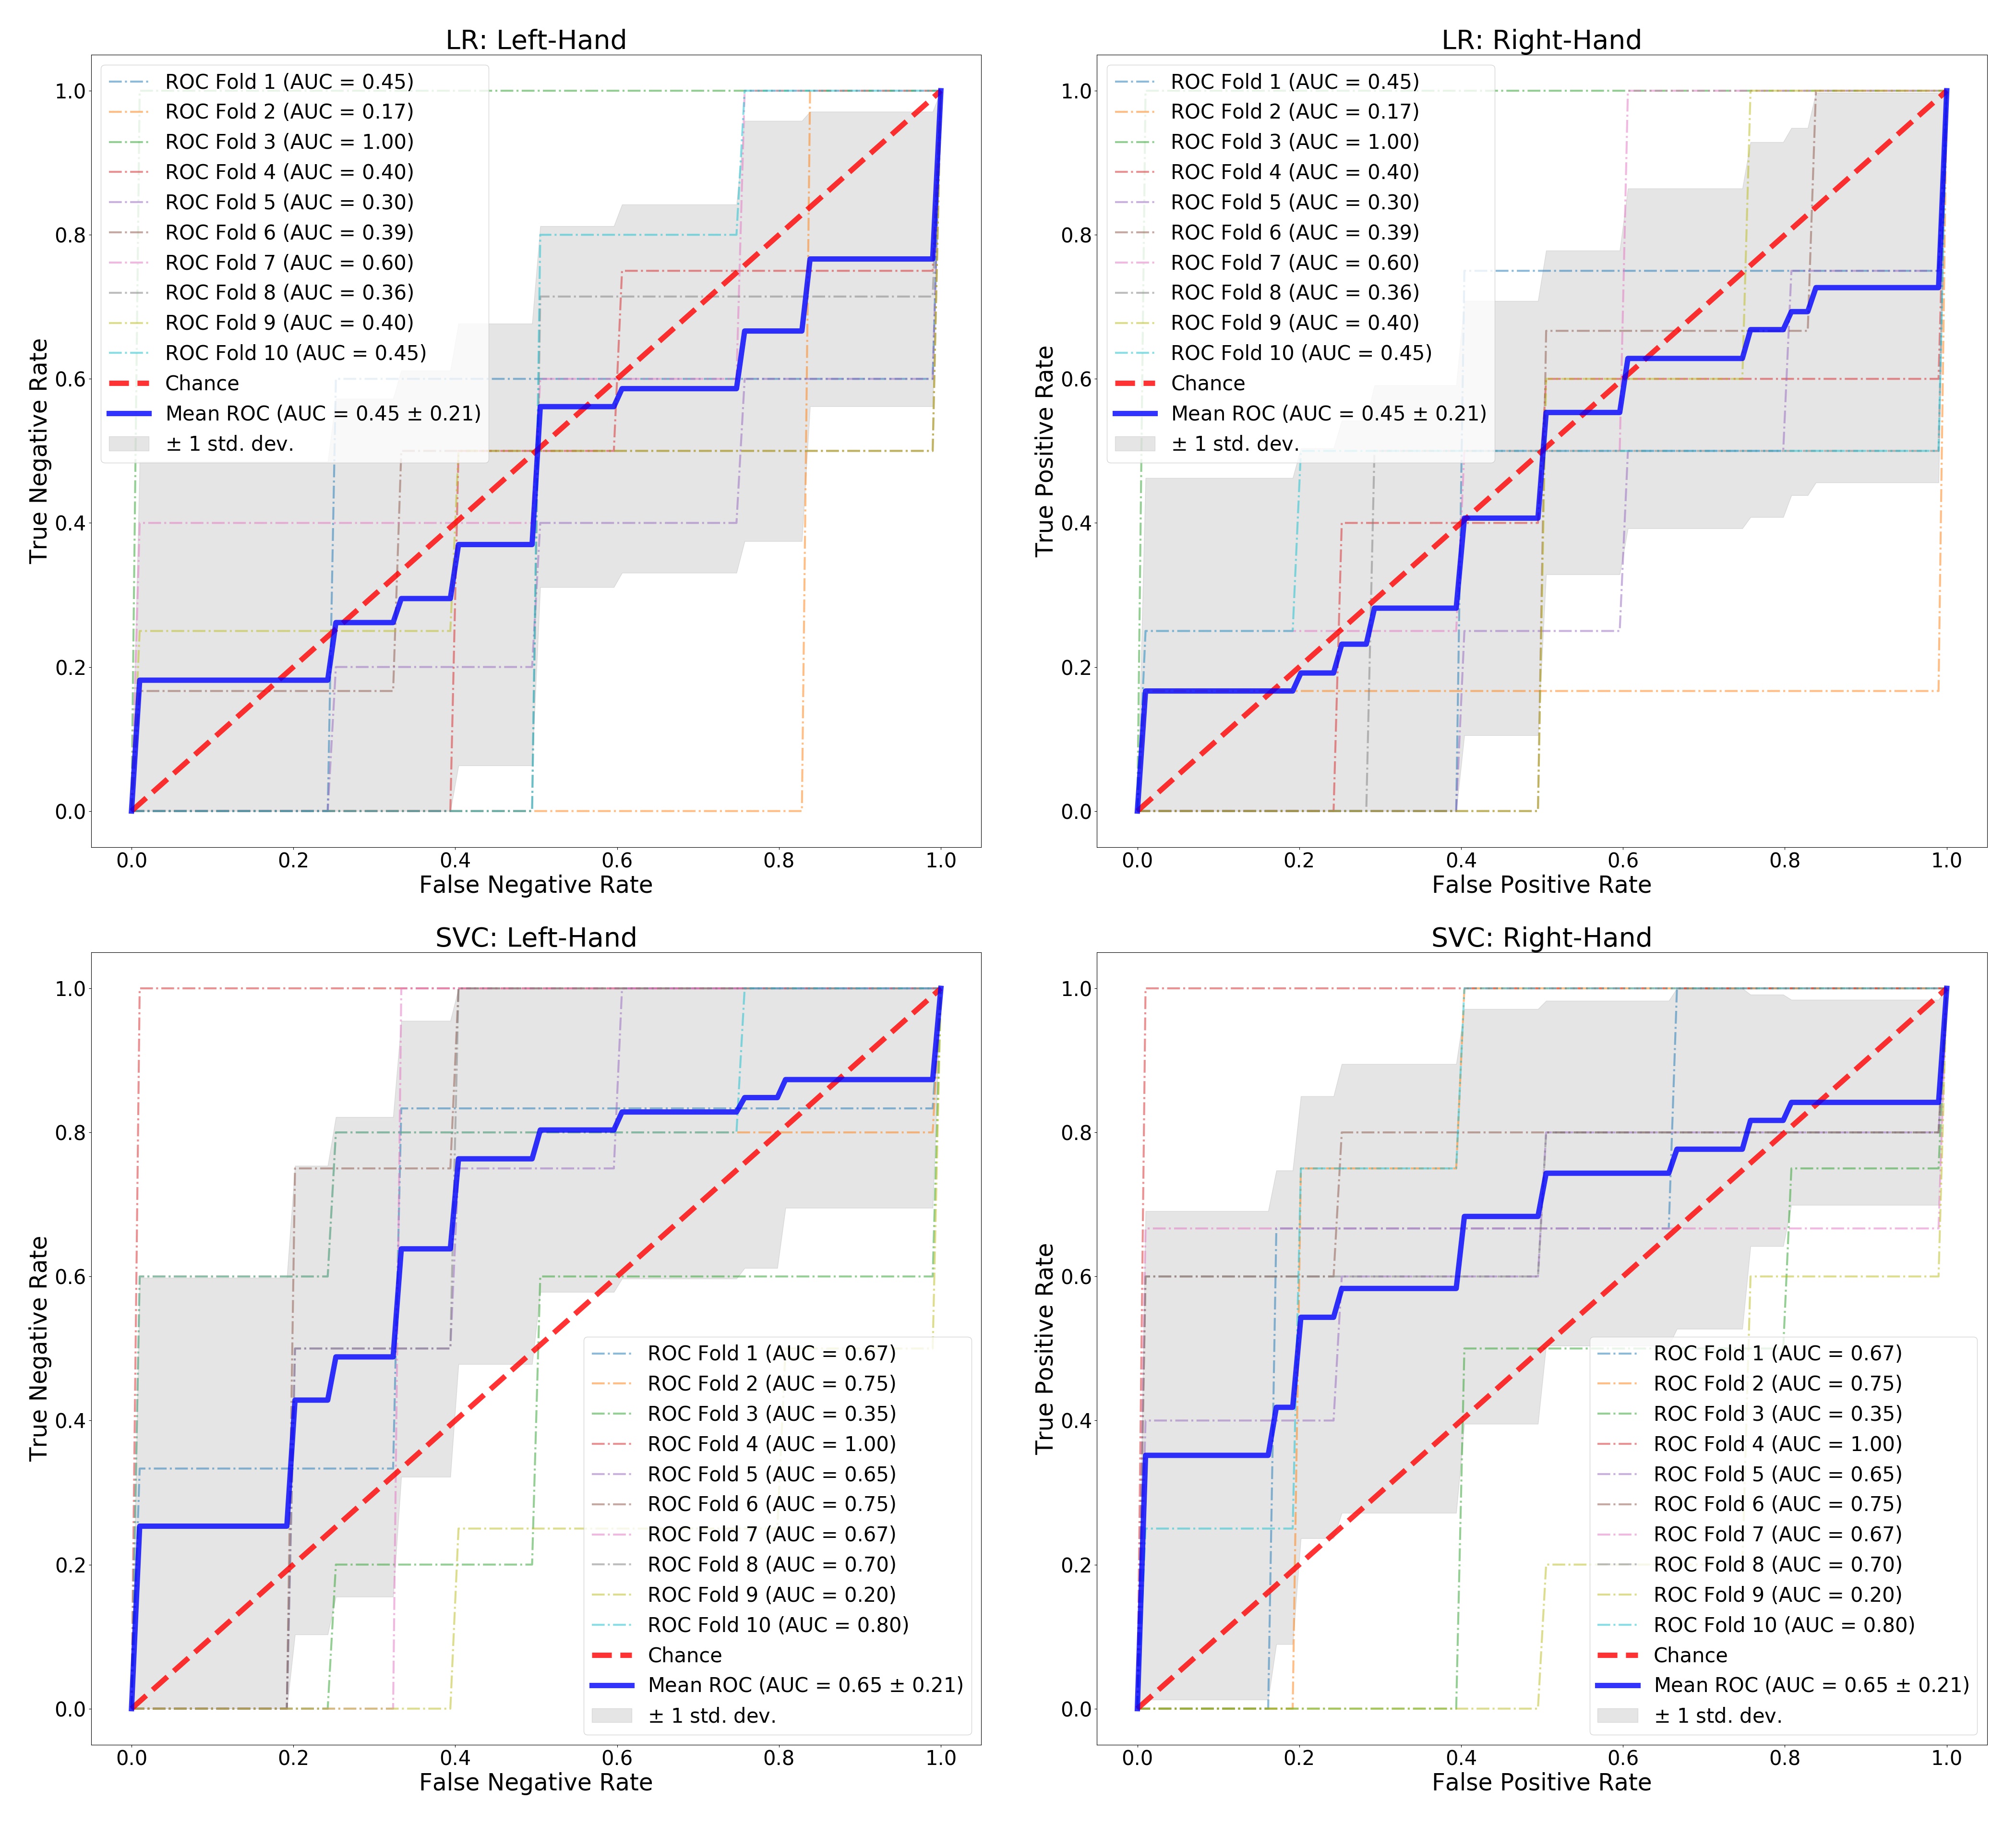 LR: Left-Hand
True Negative Rate
1.0
0.8
0.6
0.4
0.2
0.0
ROC Fold 1 (AUC = 0.45)
ROC Fold 2 (AUC = 0.17)
ROC Fold 3 (AUC = 1.00)
ROC Fold 4 (AUC = 0.40)
ROC Fold 5 (AUC = 0.30)
ROC Fold 6 (AUC = 0.39)
ROC Fold 7 (AUC = 0.60)
ROC Fold 8 (AUC = 0.36)
ROC Fold 9 (AUC = 0.40)
ROC Fold 10 (AUC = 0.45)
Chance
Mean ROC (AUC = 0.45 ± 0.21)
± 1 std. dev.
0.0 0.2 0.4 0.6 0.8 1.0
False Negative Rate
LR: Right-Hand
True Positive Rate
1.0
0.8
0.6
0.4
0.2
0.0
ROC Fold 1 (AUC = 0.45)
ROC Fold 2 (AUC = 0.17)
ROC Fold 3 (AUC = 1.00)
ROC Fold 4 (AUC = 0.40)
ROC Fold 5 (AUC = 0.30)
ROC Fold 6 (AUC = 0.39)
ROC Fold 7 (AUC = 0.60)
ROC Fold 8 (AUC = 0.36)
ROC Fold 9 (AUC = 0.40)
ROC Fold 10 (AUC = 0.45)
Chance
Mean ROC (AUC = 0.45 ± 0.21)
± 1 std. dev.
0.0 0.2 0.4 0.6 0.8 1.0
False Positive Rate
SVC: Left-Hand
True Negative Rate
1.0
0.8
0.6
0.4
0.2
0.0
ROC Fold 1 (AUC = 0.67)
ROC Fold 2 (AUC = 0.75)
ROC Fold 3 (AUC = 0.35)
ROC Fold 4 (AUC = 1.00)
ROC Fold 5 (AUC = 0.65)
ROC Fold 6 (AUC = 0.75)
ROC Fold 7 (AUC = 0.67)
ROC Fold 8 (AUC = 0.70)
ROC Fold 9 (AUC = 0.20)
ROC Fold 10 (AUC = 0.80)
Chance
Mean ROC (AUC = 0.65 ± 0.21)
± 1 std. dev.
0.0 0.2 0.4 0.6 0.8 1.0
False Negative Rate
SVC: Right-Hand
True Positive Rate
1.0
0.8
0.6
0.4
0.2
0.0
ROC Fold 1 (AUC = 0.67)
ROC Fold 2 (AUC = 0.75)
ROC Fold 3 (AUC = 0.35)
ROC Fold 4 (AUC = 1.00)
ROC Fold 5 (AUC = 0.65)
ROC Fold 6 (AUC = 0.75)
ROC Fold 7 (AUC = 0.67)
ROC Fold 8 (AUC = 0.70)
ROC Fold 9 (AUC = 0.20)
ROC Fold 10 (AUC = 0.80)
Chance
Mean ROC (AUC = 0.65 ± 0.21)
± 1 std. dev.
0.0 0.2 0.4 0.6 0.8 1.0
False Positive Rate